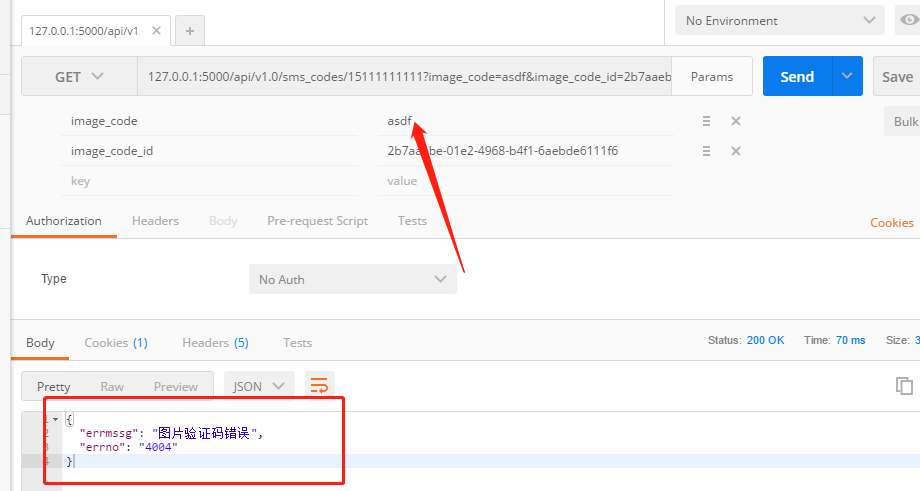 127.0.0.1:5000/api/v1
No Environment
GET
127.0.0.1:5000/api/v1.0/sms_codes/15111111111?image_code=asdf&image_code_id=2b7aaeb
Params
Send
Save
image_code
asdf
Bulk
image_code_id
be-01e2-4968-b4f1-6aebde6111f6
key
value
Authorization
Headers
Body
Pre-request Script
Tests
Cookies
Type
No Auth
Body
Cookies (1)
Headers (5)
Tests
Status: 200 OK
Time: 70 ms
Size: 3
Pretty
Raw
Preview
JSON
1 {
2 "errmssg": "图片验证码错误",
3 "errno": "4004"
4 }